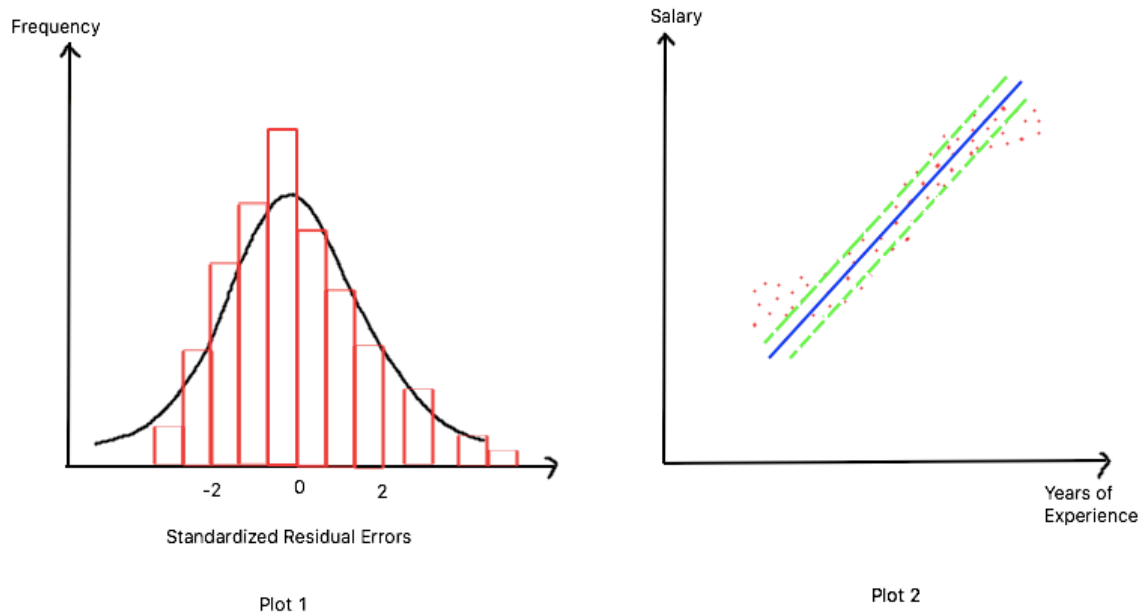 Frequency
-2
0
2
Standardized Residual Errors
Plot 1
Salary
Years of
Experience
Plot 2